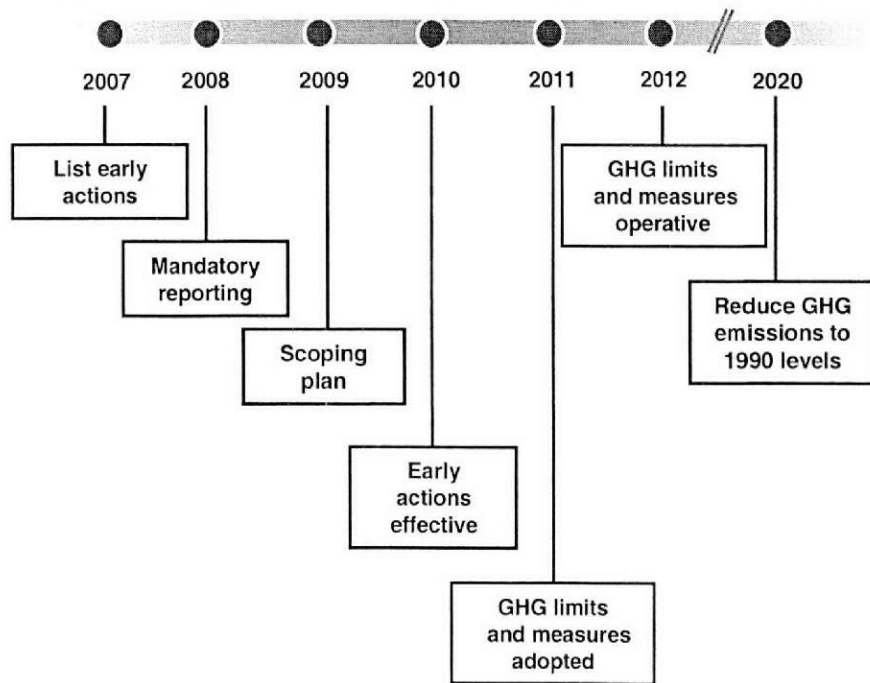 2007 2008 2009 2010 2011 2012 2020
List early
actions
Mandatory
reporting
Scoping
plan
Early
actions
effective
GHG limits
and measures
adopted
GHG limits
and measures
operative
Reduce GHG
emissions to
1990 levels